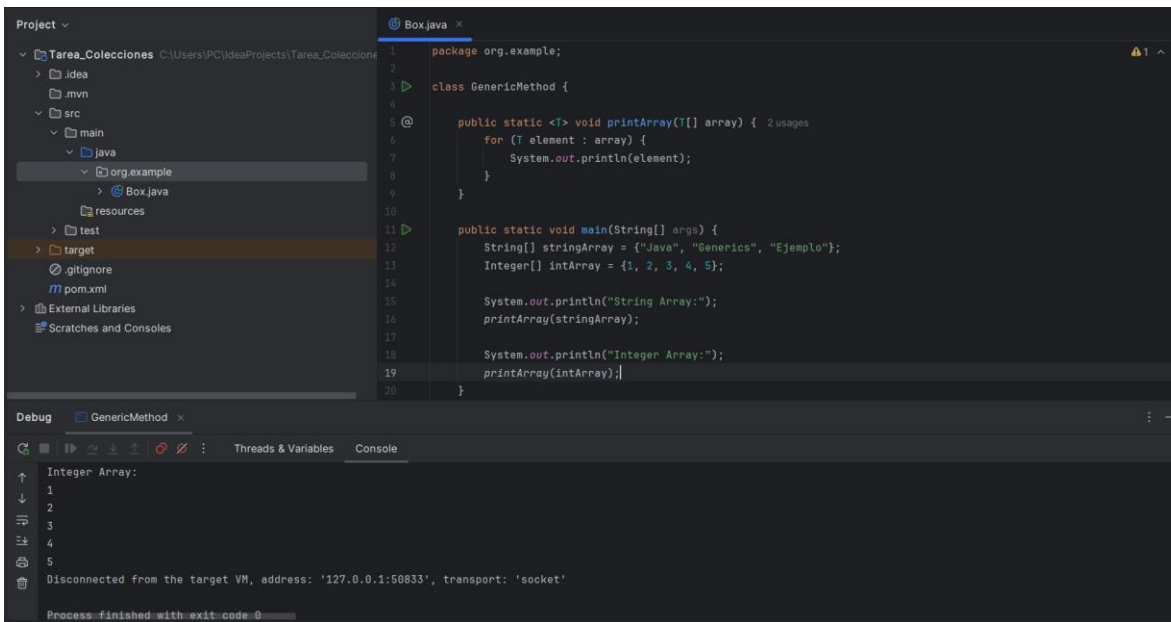 Project
Tarea_Colecciones C:\Users\PC\IdeaProjects\Tarea_Coleccione
.idea
.mvn
src
main
java
org.example
Box.java
resources
test
target
.gitignore
pom.xml
External Libraries
Scratches and Consoles
Box.java
1 package org.example;
2
3 class GenericMethod {
4
5 @ public static <T> void printArray(T[] array) { 2 usages
6 for (T element : array) {
7 System.out.println(element);
8 }
9 }
10
11 public static void main(String[] args) {
12 String[] stringArray = {"Java", "Generics", "Ejemplo"};
13 Integer[] intArray = {1, 2, 3, 4, 5};
14
15 System.out.println("String Array:");
16 printArray(stringArray);
17
18 System.out.println("Integer Array:");
19 printArray(intArray);
20 }
1
Debug GenericMethod
Threads & Variables Console
Integer Array:
1
2
3
4
5
Disconnected from the target VM, address: '127.0.0.1:50833', transport: 'socket'
Process finished with exit code 0